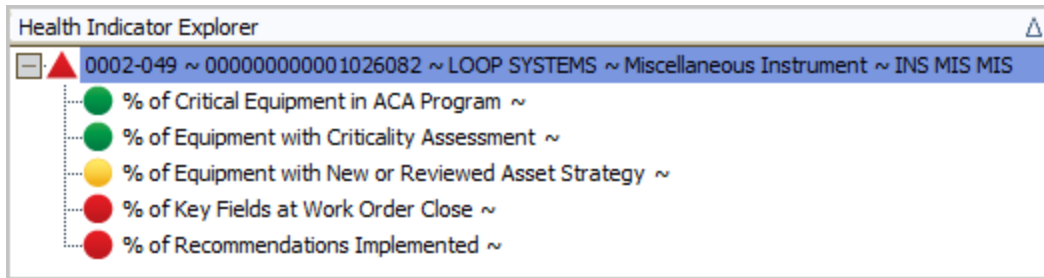 Health Indicator Explorer
0002-049 ~ 000000000001026082 ~ LOOP SYSTEMS ~ Miscellaneous Instrument ~ INS MIS MIS
% of Critical Equipment in ACA Program ~
% of Equipment with Criticality Assessment ~
% of Equipment with New or Reviewed Asset Strategy ~
% of Key Fields at Work Order Close ~
% of Recommendations Implemented ~